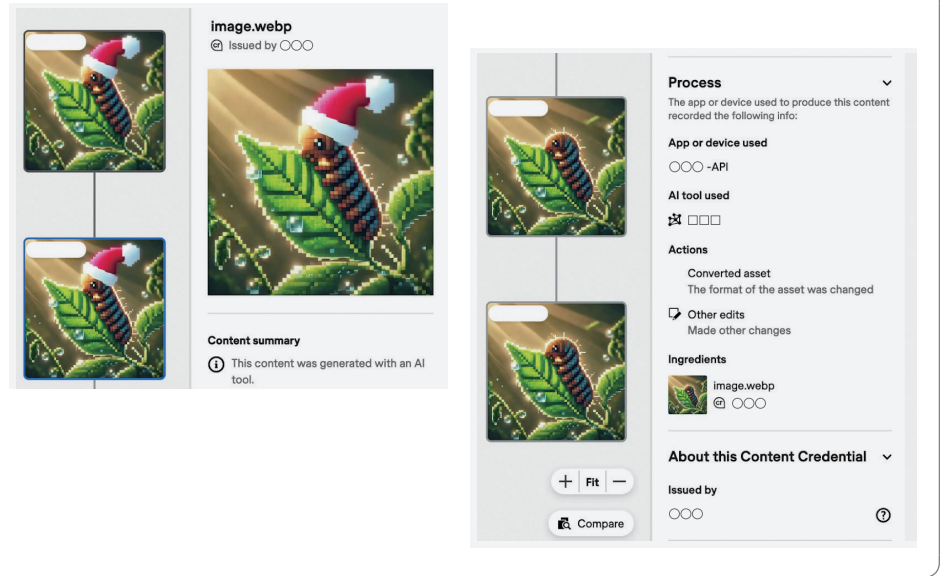 image.webp
cr Issued by ○○○
Content summary
This content was generated with an AI
tool.
Process
The app or device used to produce this content
recorded the following info:
App or device used
○○○ -API
AI tool used
□□□
Actions
Converted asset
The format of the asset was changed
Other edits
Made other changes
Ingredients
image.webp
cr ○○○
About this Content Credential
Issued by
○○○
+ Fit −
Compare